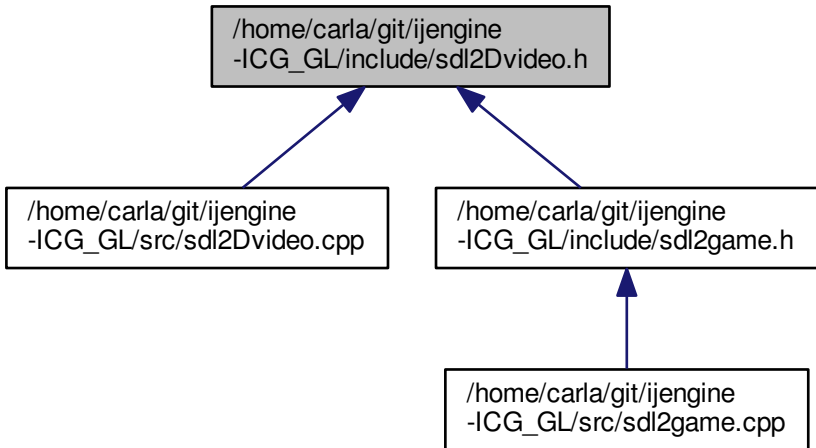 /home/carla/git/ijengine
-ICG_GL/include/sdl2Dvideo.h
/home/carla/git/ijengine
-ICG_GL/src/sdl2Dvideo.cpp
/home/carla/git/ijengine
-ICG_GL/include/sdl2game.h
/home/carla/git/ijengine
-ICG_GL/src/sdl2game.cpp